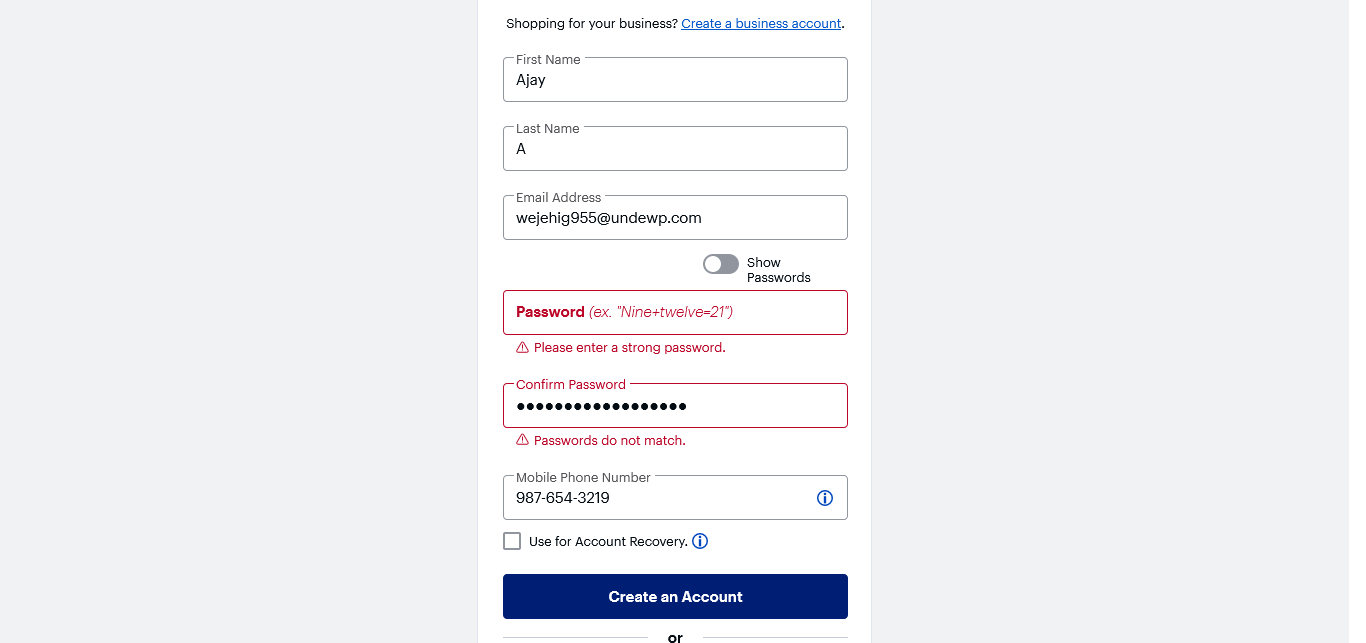 Shopping for your business? Create a business account.
First Name
Ajay
Last Name
A
Email Address
wejehig955@undewp.com
Show
Passwords
Password (ex. "Nine+twelve=21")
Please enter a strong password.
Confirm Password
••••••••••••••••••
Passwords do not match.
Mobile Phone Number
987-654-3219
Use for Account Recovery.
Create an Account
or